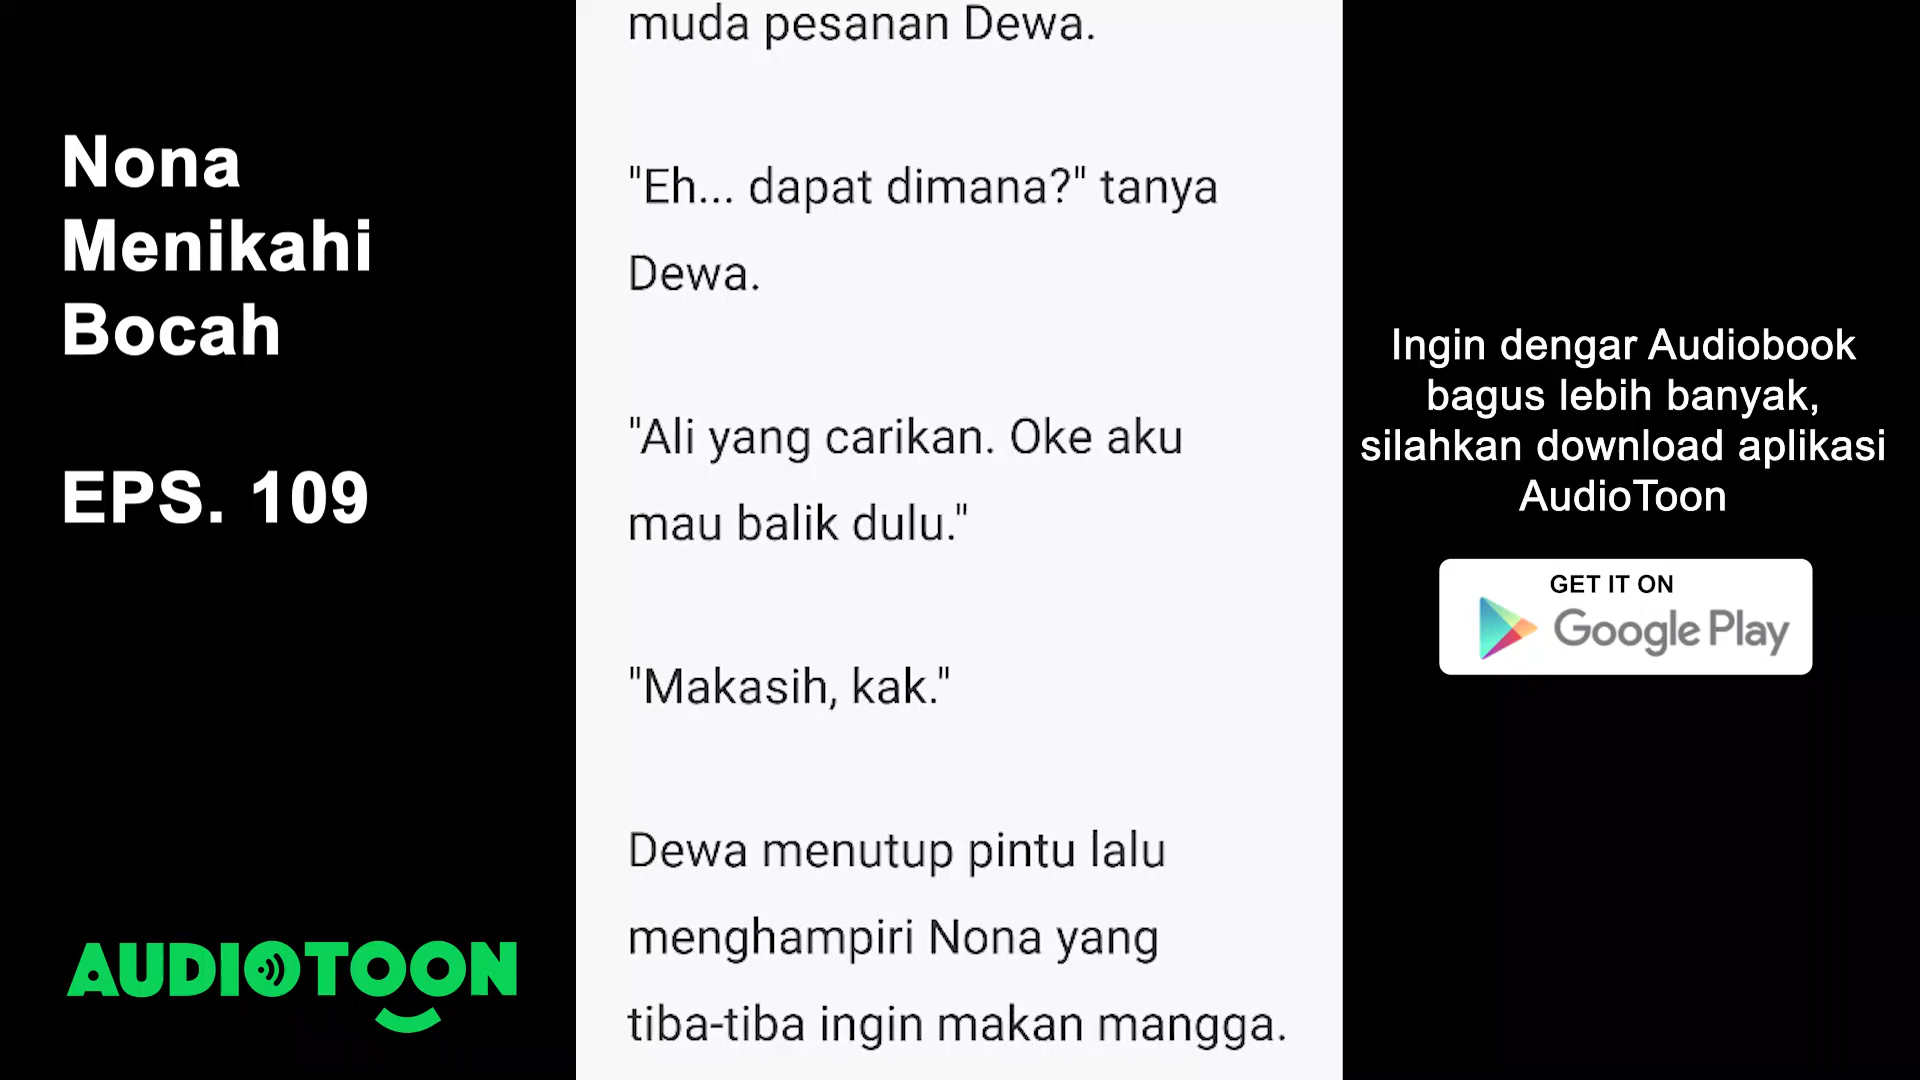 Nona
Menikahi
Bocah
EPS. 109
AUDIOTOON
muda pesanan Dewa.
"Eh... dapat dimana?" tanya
Dewa.
"Ali yang carikan. Oke aku
mau balik dulu."
"Makasih, kak."
Dewa menutup pintu lalu
menghampiri Nona yang
tiba-tiba ingin makan mangga.
Ingin dengar Audiobook
bagus lebih banyak,
silahkan download aplikasi
AudioToon
GET IT ON
Google Play